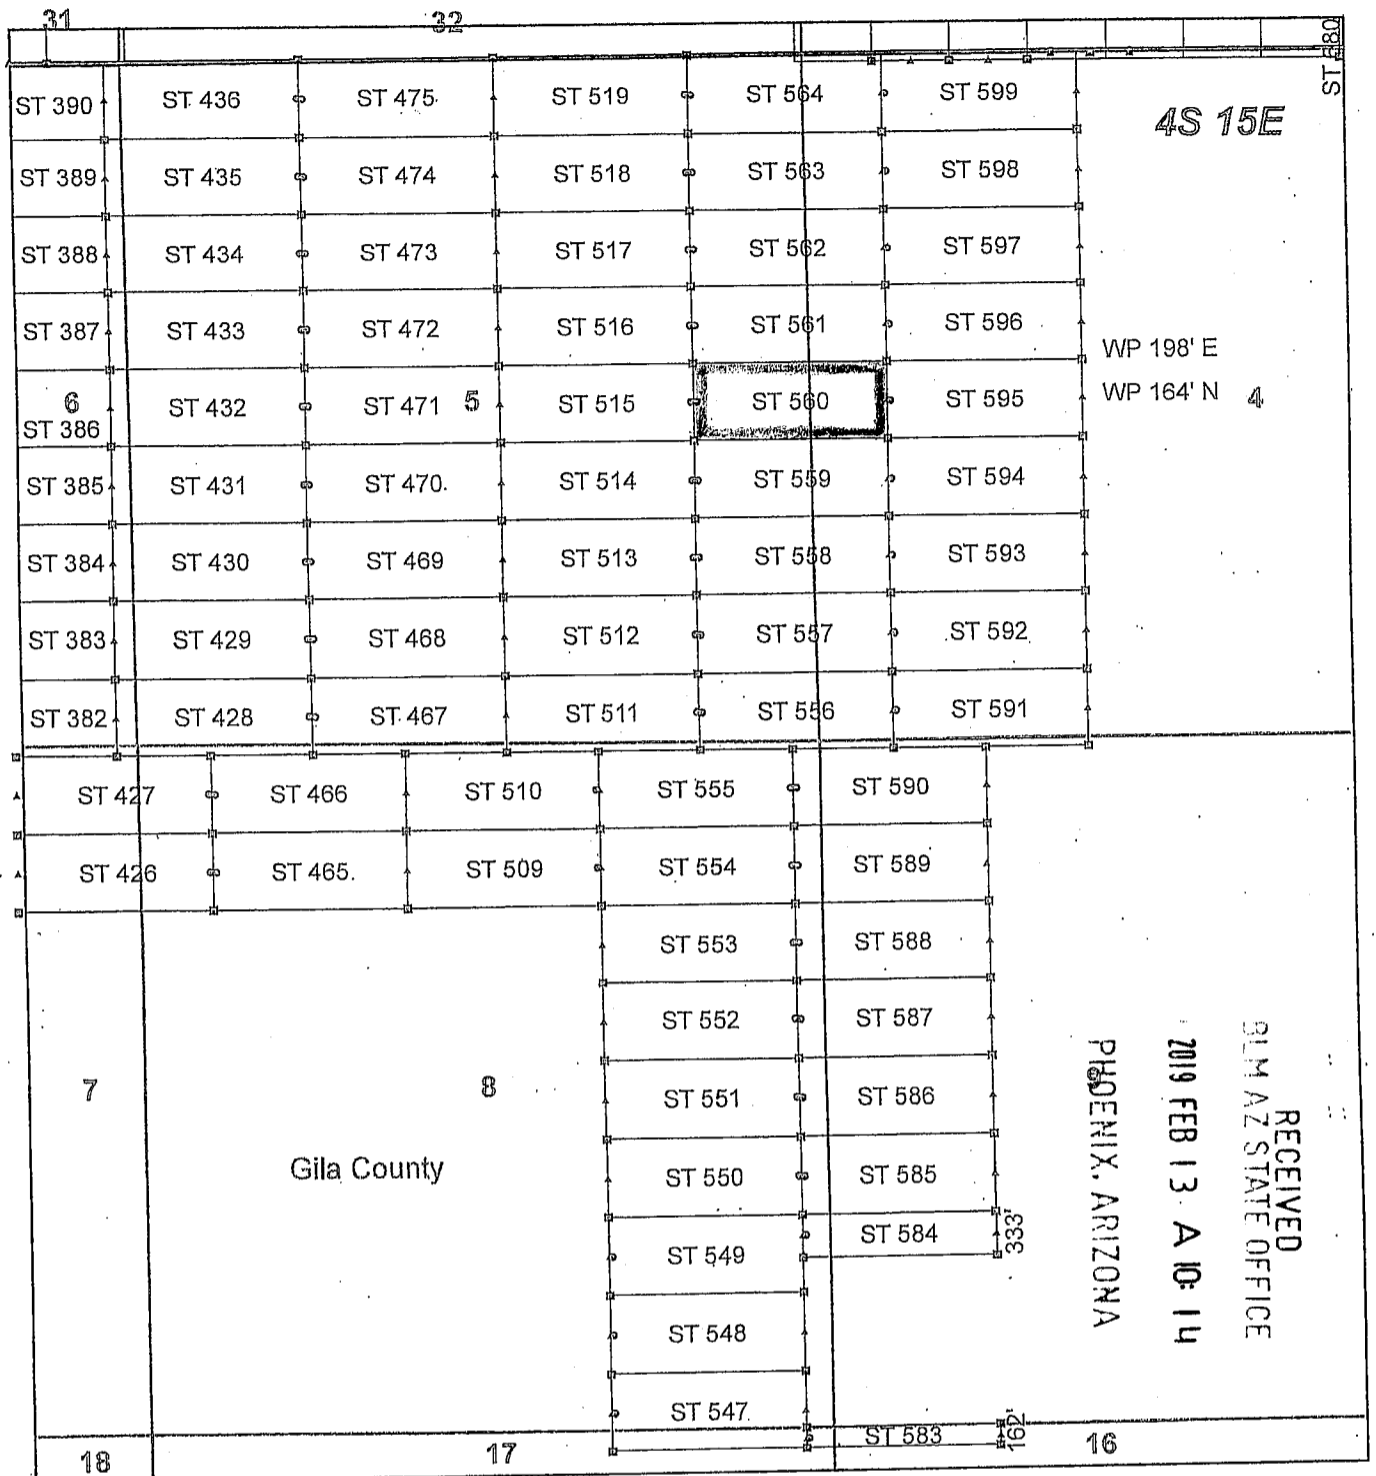 31 32
ST 680
ST 390 ST 436 ST 475 ST 519 ST 564 ST 599
4S 15E
ST 389 ST 435 ST 474 ST 518 ST 563 ST 598
ST 388 ST 434 ST 473 ST 517 ST 562 ST 597
ST 387 ST 433 ST 472 ST 516 ST 561 ST 596
WP 198' E
6 ST 432 ST 471 5 ST 515 ST 560 ST 595 WP 164' N 4
ST 386
ST 385 ST 431 ST 470 ST 514 ST 559 ST 594
ST 384 ST 430 ST 469 ST 513 ST 558 ST 593
ST 383 ST 429 ST 468 ST 512 ST 557 ST 592
ST 382 ST 428 ST 467 ST 511 ST 556 ST 591
ST 427 ST 466 ST 510 ST 555 ST 590
ST 426 ST 465 ST 509 ST 554 ST 589
ST 553 ST 588
ST 552 ST 587
7 8 ST 551 ST 586
Gila County ST 550 ST 585
ST 584 333'
ST 549
ST 548
ST 547
ST 583 162'
18 17 16
RECEIVED
BLM AZ STATE OFFICE
2019 FEB 13 A 10: 14
PHOENIX, ARIZONA